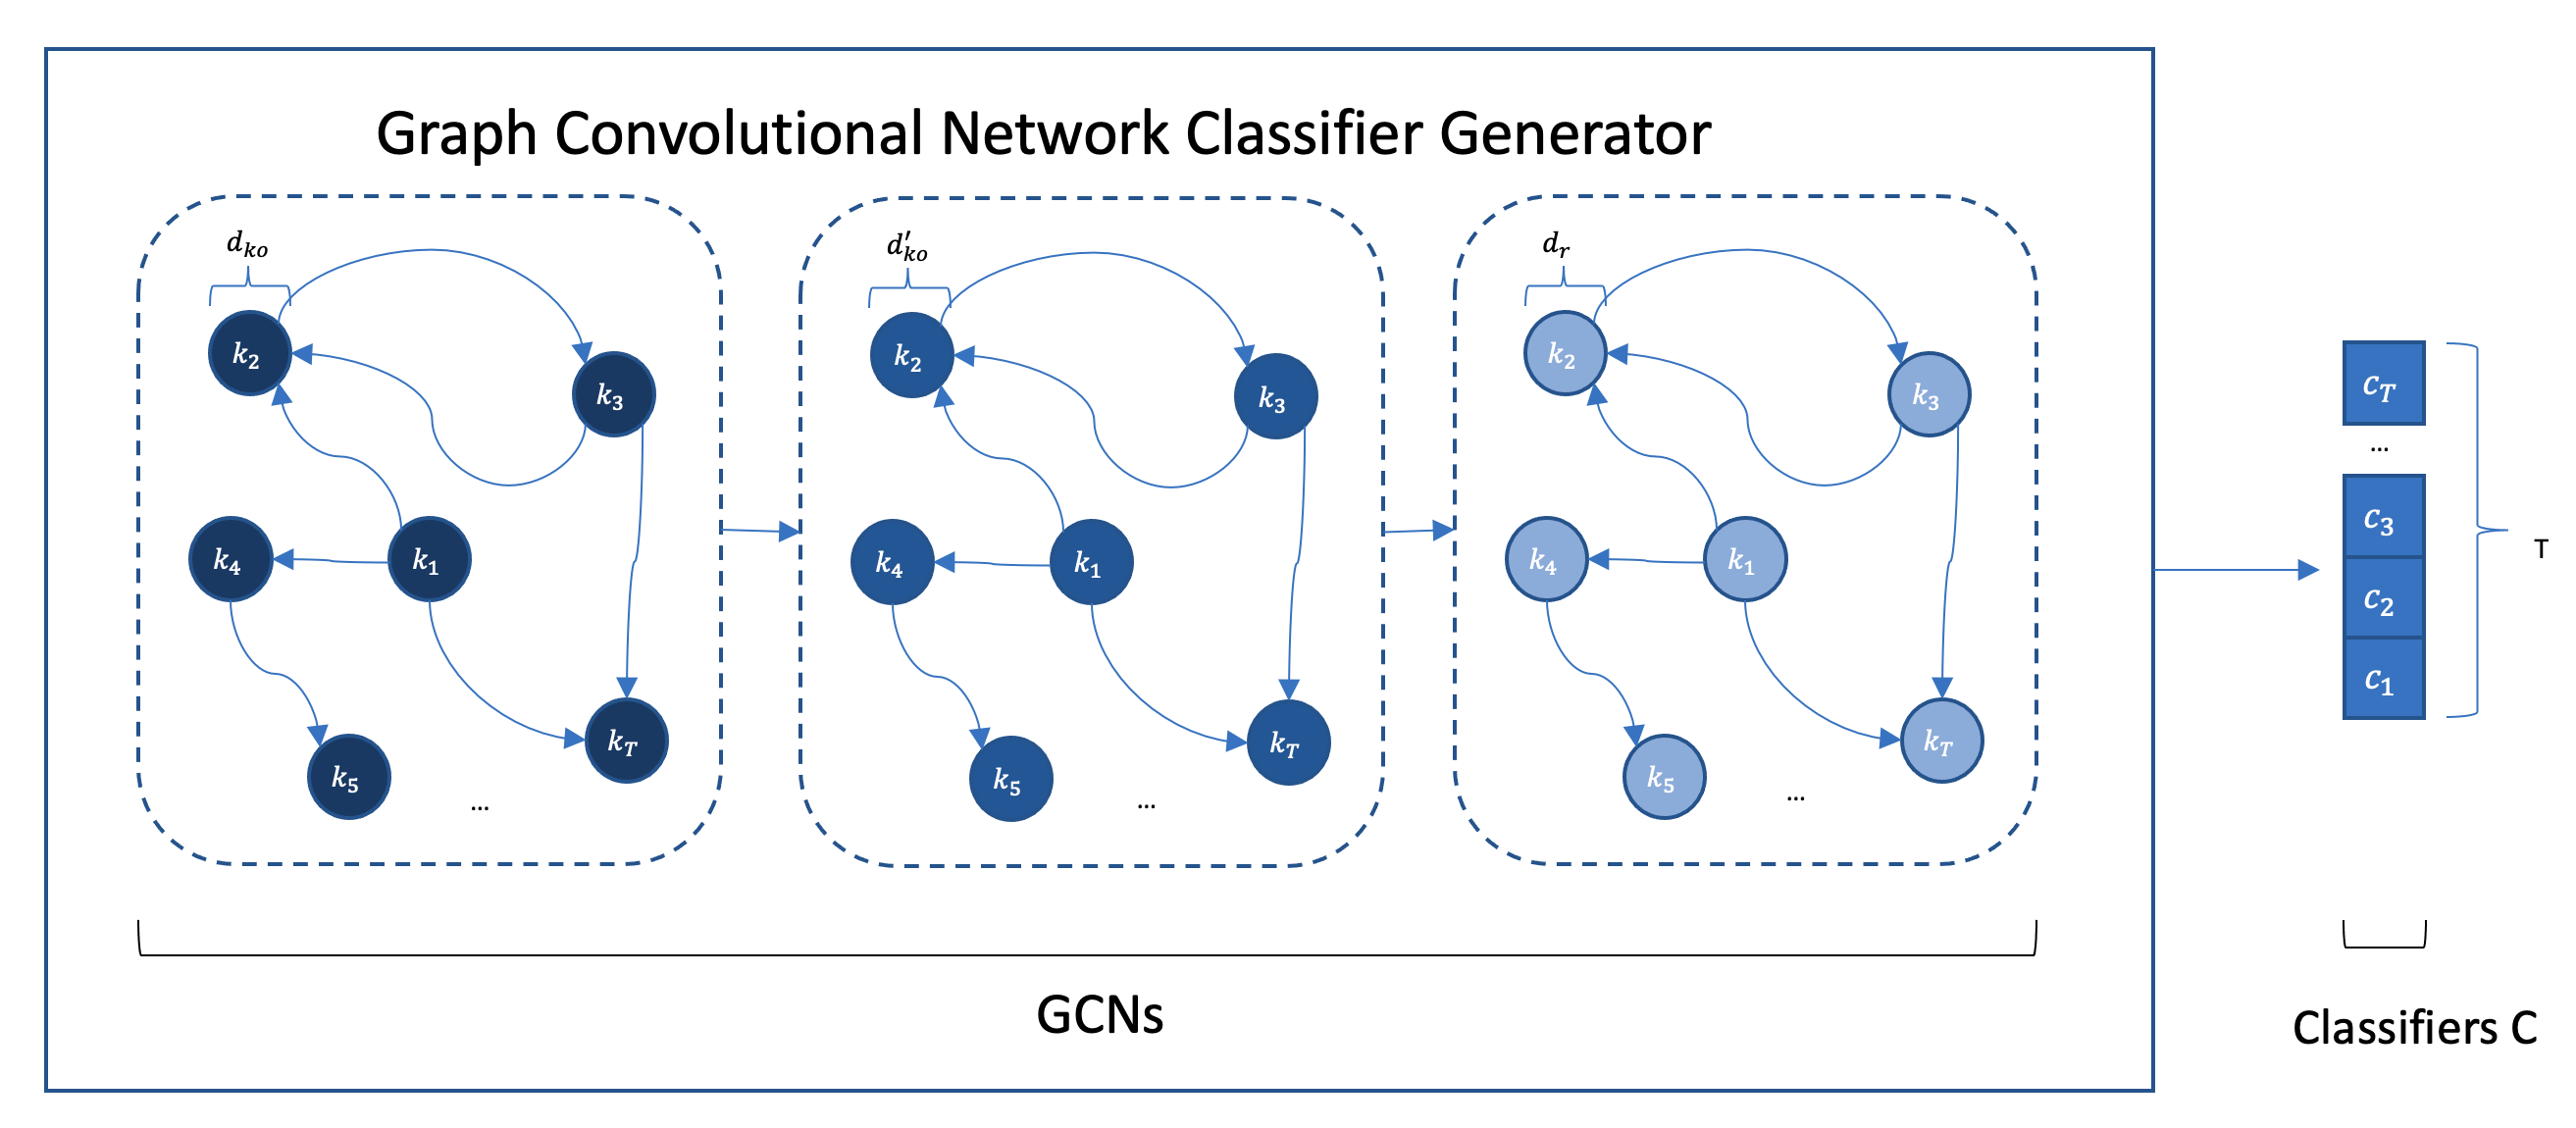 Graph Convolutional Network Classifier Generator
d_{ko}
k_2
k_3
k_4
k_1
k_5
...
k_T
d'_{ko}
k_2
k_3
k_4
k_1
k_5
...
k_T
d_r
k_2
k_3
k_4
k_1
k_5
...
k_T
GCNs
c_T
...
c_3
c_2
c_1
T
Classifiers C